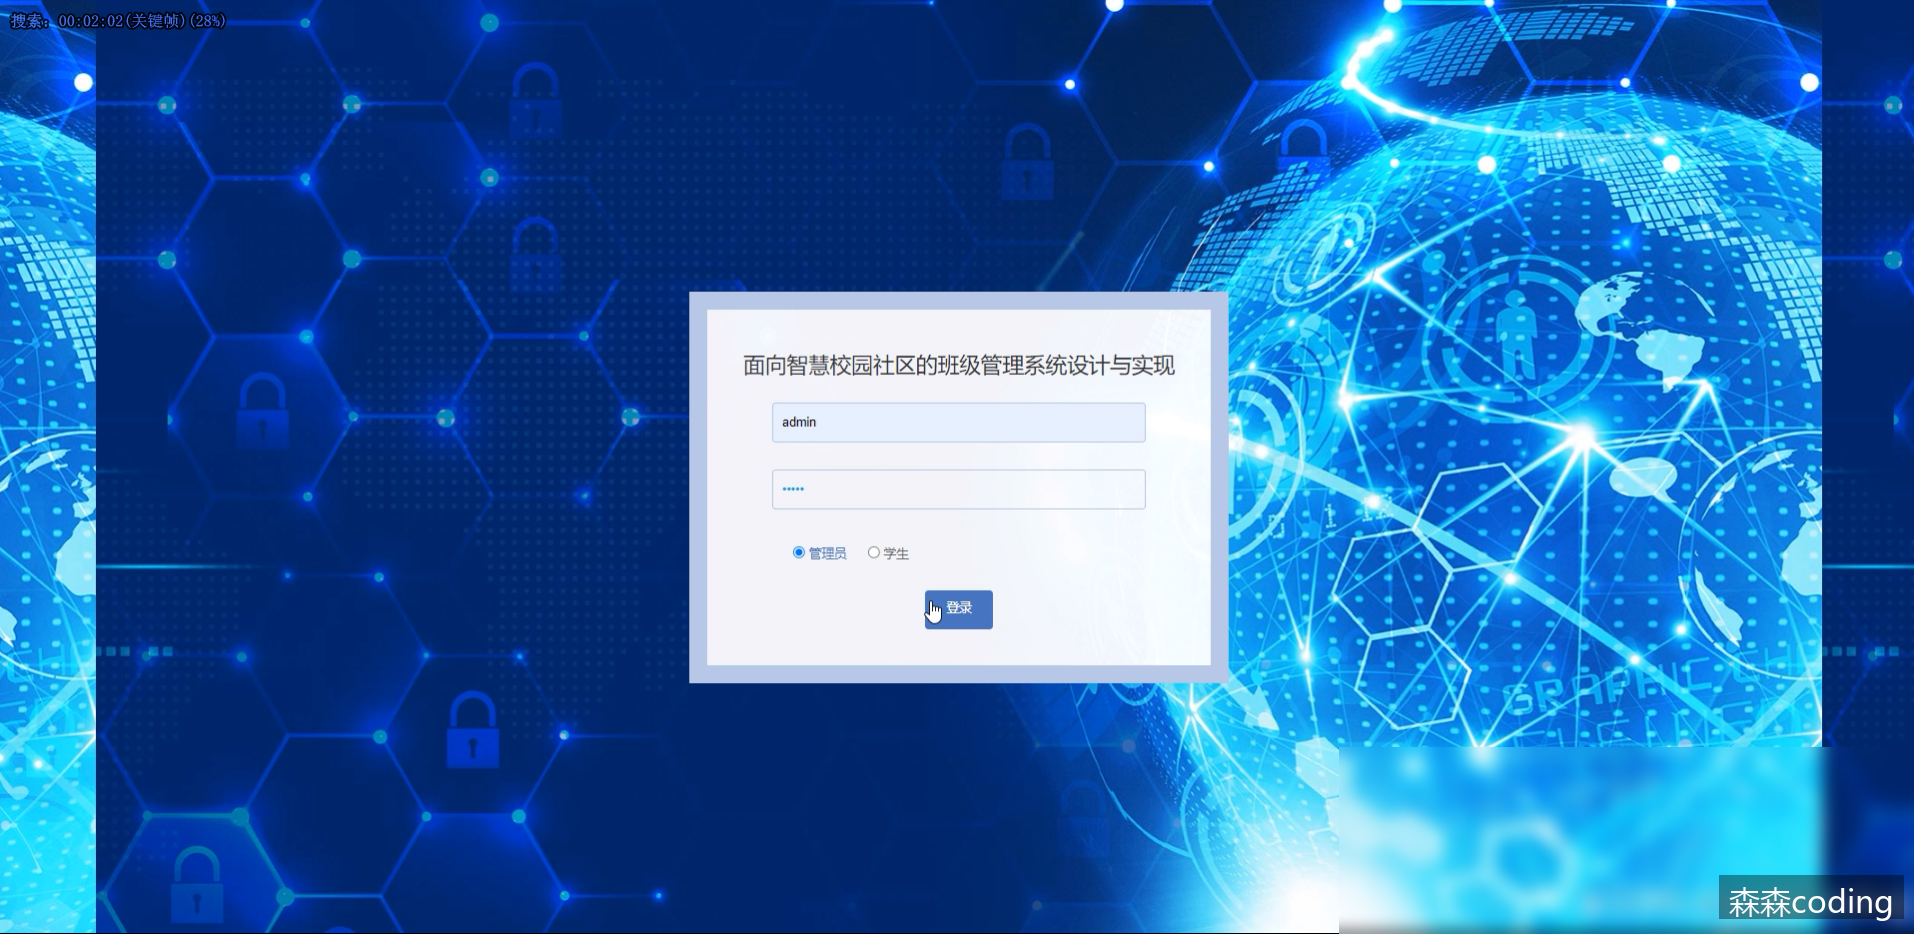 搜索: 00:02:02(关键帧)(28%)
面向智慧校园社区的班级管理系统设计与实现
admin
•••••
管理员 学生
登录
GRAPHIC
森森coding